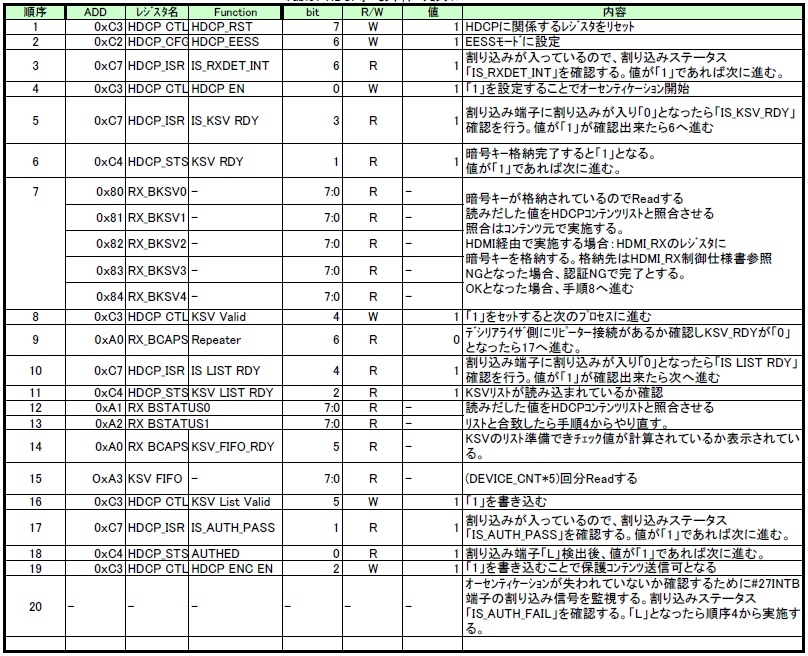 順序 ADD ﾚｼﾞｽﾀ名 Function bit R/W 値 内容
1 0xC3 HDCP CTL HDCP_RST 7 W 1 HDCPに関係するﾚｼﾞｽﾀをﾘｾｯﾄ
2 0xC2 HDCP_CFG HDCP_EESS 6 W 1 EESSﾓｰﾄﾞに設定
3 0xC7 HDCP_ISR IS_RXDET_INT 6 R 1 割り込みが入っているので、割り込みステータス
「IS_RXDET_INT」を確認する。値が「1」であれば次に進む。
4 0xC3 HDCP CTL HDCP EN 0 W 1 「1」を設定することでオーセンティケーション開始
5 0xC7 HDCP_ISR IS_KSV RDY 3 R 1 割り込み端子に割り込みが入り「0」となったら「IS_KSV_RDY」
確認を行う。値が「1」が確認出来たら6へ進む
6 0xC4 HDCP_STS KSV RDY 1 R 1 暗号キー格納完了すると「1」となる。
値が「1」であれば次に進む。
7 0x80 RX_BKSV0 - 7:0 R -
0x81 RX_BKSV1 - 7:0 R -
0x82 RX_BKSV2 - 7:0 R -
0x83 RX_BKSV3 - 7:0 R -
0x84 RX_BKSV4 - 7:0 R -
暗号キーが格納されているのでReadする
読みだした値をHDCPコンテンツリストと照合させる
照合はコンテンツ元で実施する。
HDMI経由で実施する場合：HDMI_RXのレジスタに
暗号キーを格納する。格納先はHDMI_RX制御仕様書参照
NGとなった場合、認証NGで完了とする。
OKとなった場合、手順8へ進む
8 0xC3 HDCP CTL KSV Valid 4 W 1 「1」をセットすると次のプロセスに進む
9 0xA0 RX_BCAPS Repeater 6 R 0 ﾃﾞｼﾘｱﾗｲｻﾞ側にﾘﾋﾟｰﾀｰ接続があるか確認しKSV_RDYが「0」
となったら17へ進む。
10 0xC7 HDCP_ISR IS LIST RDY 4 R 1 割り込み端子に割り込みが入り「0」となったら「IS LIST RDY」
確認を行う。値が「1」が確認出来たら次へ進む
11 0xC4 HDCP_STS KSV LIST RDY 2 R 1 KSVﾘｽﾄが読み込まれているか確認
12 0xA1 RX BSTATUS0 7:0 R - 読みだした値をHDCPコンテンツリストと照合させる
13 0xA2 RX BSTATUS1 7:0 R - リストと合致したら手順4からやり直す。
14 0xA0 RX BCAPS KSV_FIFO_RDY 5 R - KSVのﾘｽﾄ準備できﾁｪｯｸ値が計算されているか表示されてい
る。
15 OxA3 KSV FIFO - 7:0 R - (DEVICE_CNT*5)回分Readする
16 0xC3 HDCP CTL KSV List Valid 5 W 1 「1」を書き込む
17 0xC7 HDCP_ISR IS_AUTH_PASS 1 R 1 割り込みが入っているので、割り込みステータス
「IS_AUTH_PASS」を確認する。値が「1」であれば次に進む。
18 0xC4 HDCP_STS AUTHED 0 R 1 割り込み端子「L」検出後、値が「1」であれば次に進む。
19 0xC3 HDCP CTL HDCP ENC EN 2 W 1 「1」を書き込むことで保護コンテンツ送信可となる
20 - - - - - - オーセンティケーションが失われていないか確認するために#27INTB
端子の割り込み信号を監視する。割り込みステータス
「IS_AUTH_FAIL」を確認する。「L」となったら順序4から実施す
る。